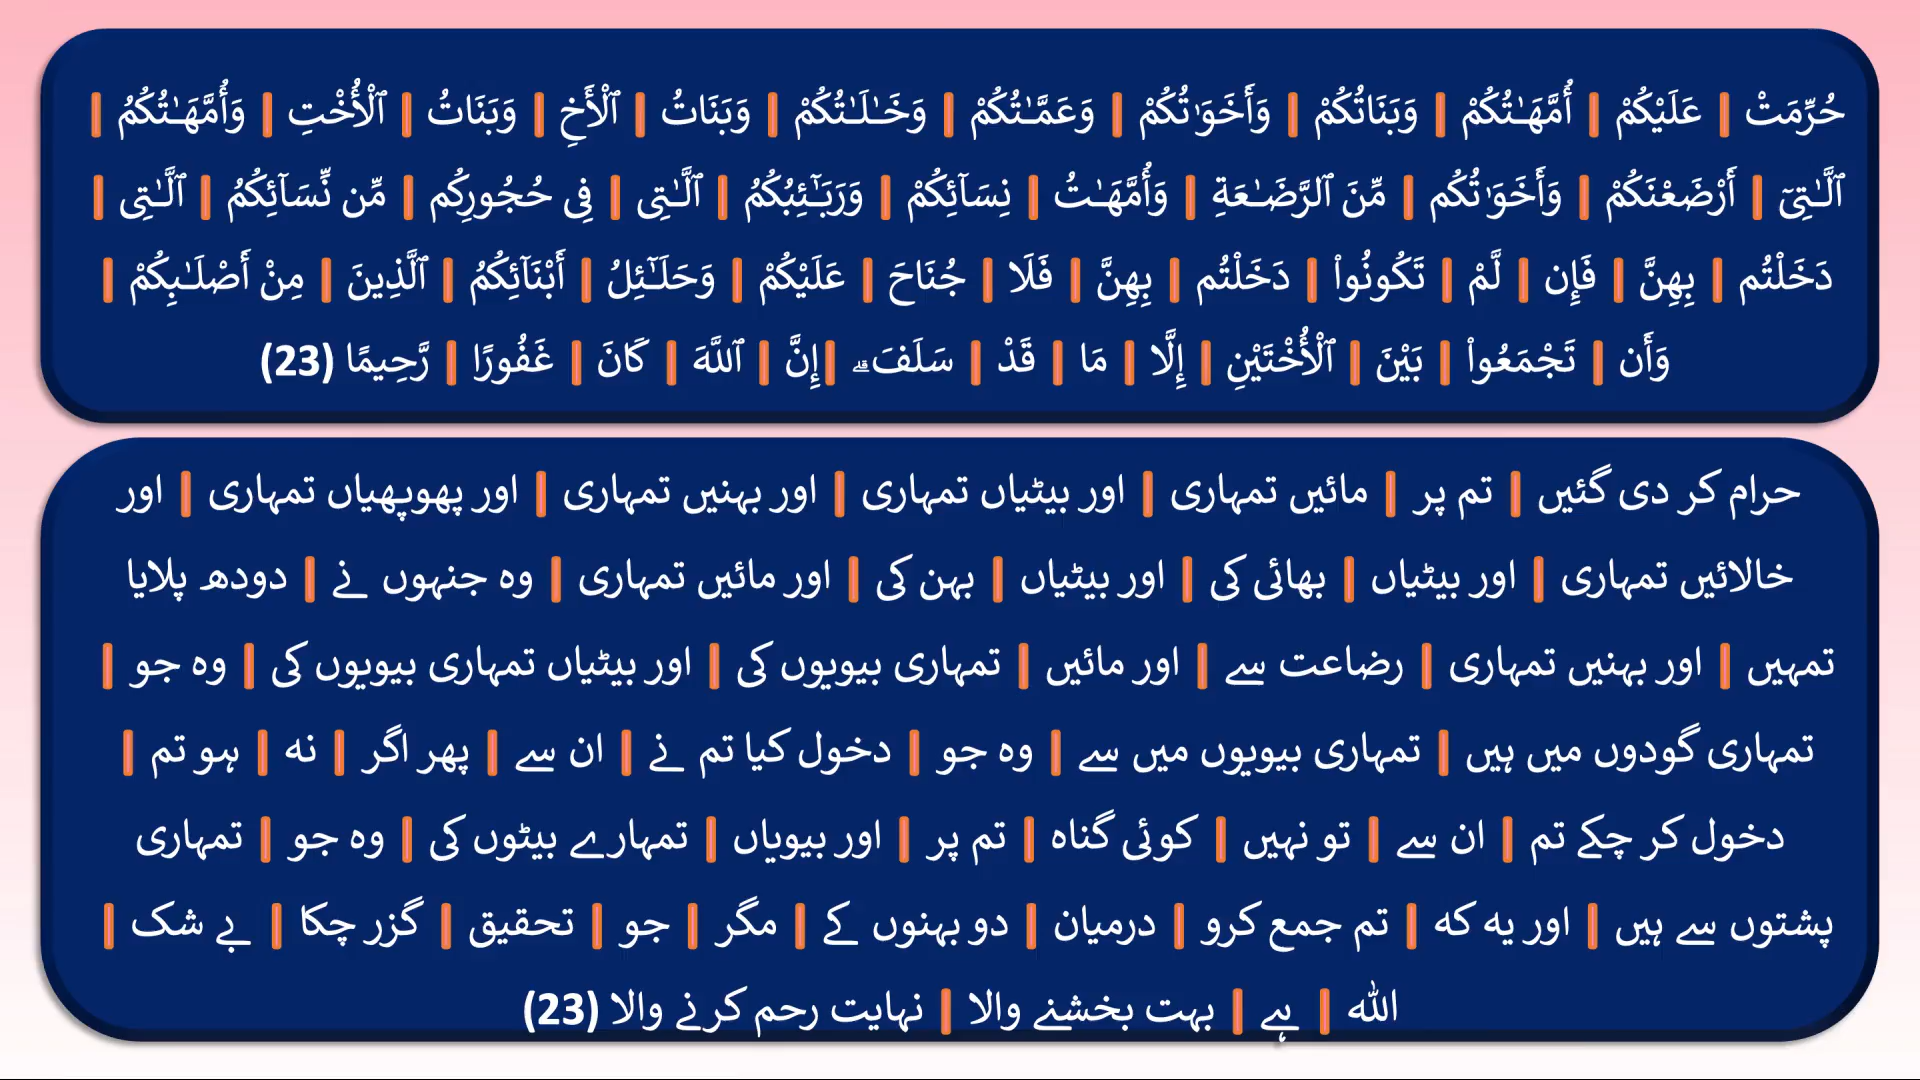 حُرِّمَتْ | عَلَيْكُمْ | أُمَّهَـٰتُكُمْ | وَبَنَاتُكُمْ | وَأَخَوَٰتُكُمْ | وَعَمَّـٰتُكُمْ | وَخَـٰلَـٰتُكُمْ | وَبَنَاتُ | ٱلْأَخِ | وَبَنَاتُ | ٱلْأُخْتِ | وَأُمَّهَـٰتُكُمُ |
ٱلَّـٰتِىٓ | أَرْضَعْنَكُمْ | وَأَخَوَٰتُكُم | مِّنَ ٱلرَّضَـٰعَةِ | وَأُمَّهَـٰتُ | نِسَآئِكُمْ | وَرَبَـٰٓئِبُكُمُ | ٱلَّـٰتِى | فِى حُجُورِكُم | مِّن نِّسَآئِكُمُ | ٱلَّـٰتِى |
دَخَلْتُم | بِهِنَّ | فَإِن | لَّمْ | تَكُونُوا۟ | دَخَلْتُم | بِهِنَّ | فَلَا | جُنَاحَ | عَلَيْكُمْ | وَحَلَـٰٓئِلُ | أَبْنَآئِكُمُ | ٱلَّذِينَ | مِنْ أَصْلَـٰبِكُمْ |
وَأَن | تَجْمَعُوا۟ | بَيْنَ | ٱلْأُخْتَيْنِ | إِلَّا | مَا | قَدْ | سَلَفَ ۗ | إِنَّ | ٱللَّهَ | كَانَ | غَفُورًا | رَّحِيمًا (23)
حرام کر دی گئیں | تم پر | مائیں تمہاری | اور بیٹیاں تمہاری | اور بہنیں تمہاری | اور پھوپھیاں تمہاری | اور
خالائیں تمہاری | اور بیٹیاں | بھائی کی | اور بیٹیاں | بہن کی | اور مائیں تمہاری | وہ جنہوں نے | دودھ پلایا
تمہیں | اور بہنیں تمہاری | رضاعت سے | اور مائیں | تمہاری بیویوں کی | اور بیٹیاں تمہاری بیویوں کی | وہ جو |
تمہاری گودوں میں ہیں | تمہاری بیویوں میں سے | وہ جو | دخول کیا تم نے | ان سے | پھر اگر | نہ | ہو تم |
دخول کر چکے تم | ان سے | تو نہیں | کوئی گناہ | تم پر | اور بیویاں | تمہارے بیٹوں کی | وہ جو | تمہاری
پشتوں سے ہیں | اور یہ کہ | تم جمع کرو | درمیان | دو بہنوں کے | مگر | جو | تحقیق | گزر چکا | بے شک |
اللہ | ہے | بہت بخشنے والا | نہایت رحم کرنے والا (23)